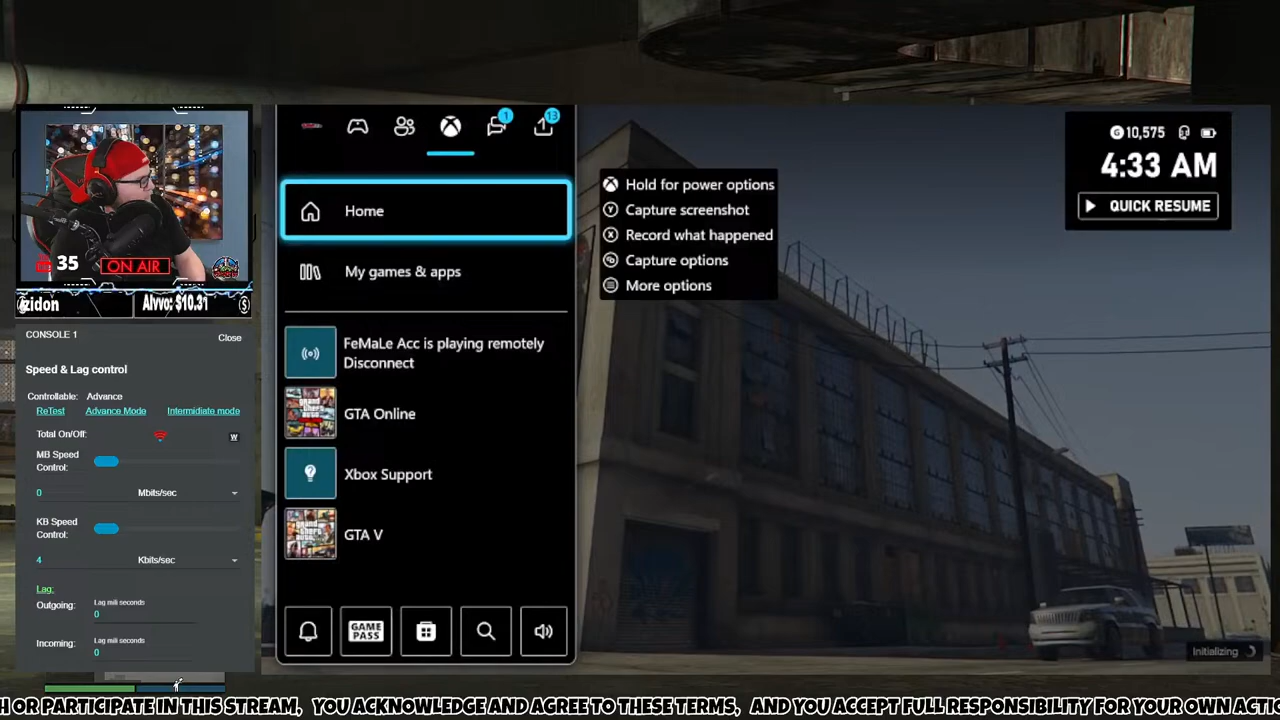 1
13
10,575
4:33 AM
QUICK RESUME
Home
My games & apps
FeMaLe Acc is playing remotely
Disconnect
GTA Online
Xbox Support
GTA V
GAME
PASS
Hold for power options
Capture screenshot
Record what happened
Capture options
More options
35
ON AIR
zidon
Alvvo: $10.31
CONSOLE 1
Close
Speed & Lag control
Controllable: Advance
ReTest Advance Mode Intermidiate mode
Total On/Off:
W
MB Speed
Control:
0 Mbits/sec
KB Speed
Control:
4 Kbits/sec
Lag:
Outgoing:
Lag mili seconds
0
Incoming:
Lag mili seconds
0
Initializing
H OR PARTICIPATE IN THIS STREAM, YOU ACKNOWLEDGE AND AGREE TO THESE TERMS, AND YOU ACCEPT FULL RESPONSIBILITY FOR YOUR OWN ACTIO